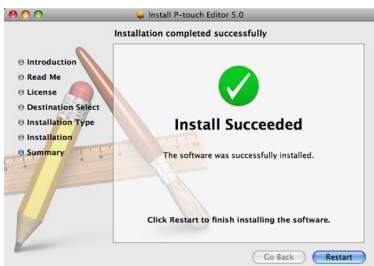 Install P-touch Editor 5.0
Installation completed successfully
Introduction
Read Me
License
Destination Select
Installation Type
Installation
Summary
Install Succeeded
The software was successfully installed.
Click Restart to finish installing the software.
Go Back
Restart